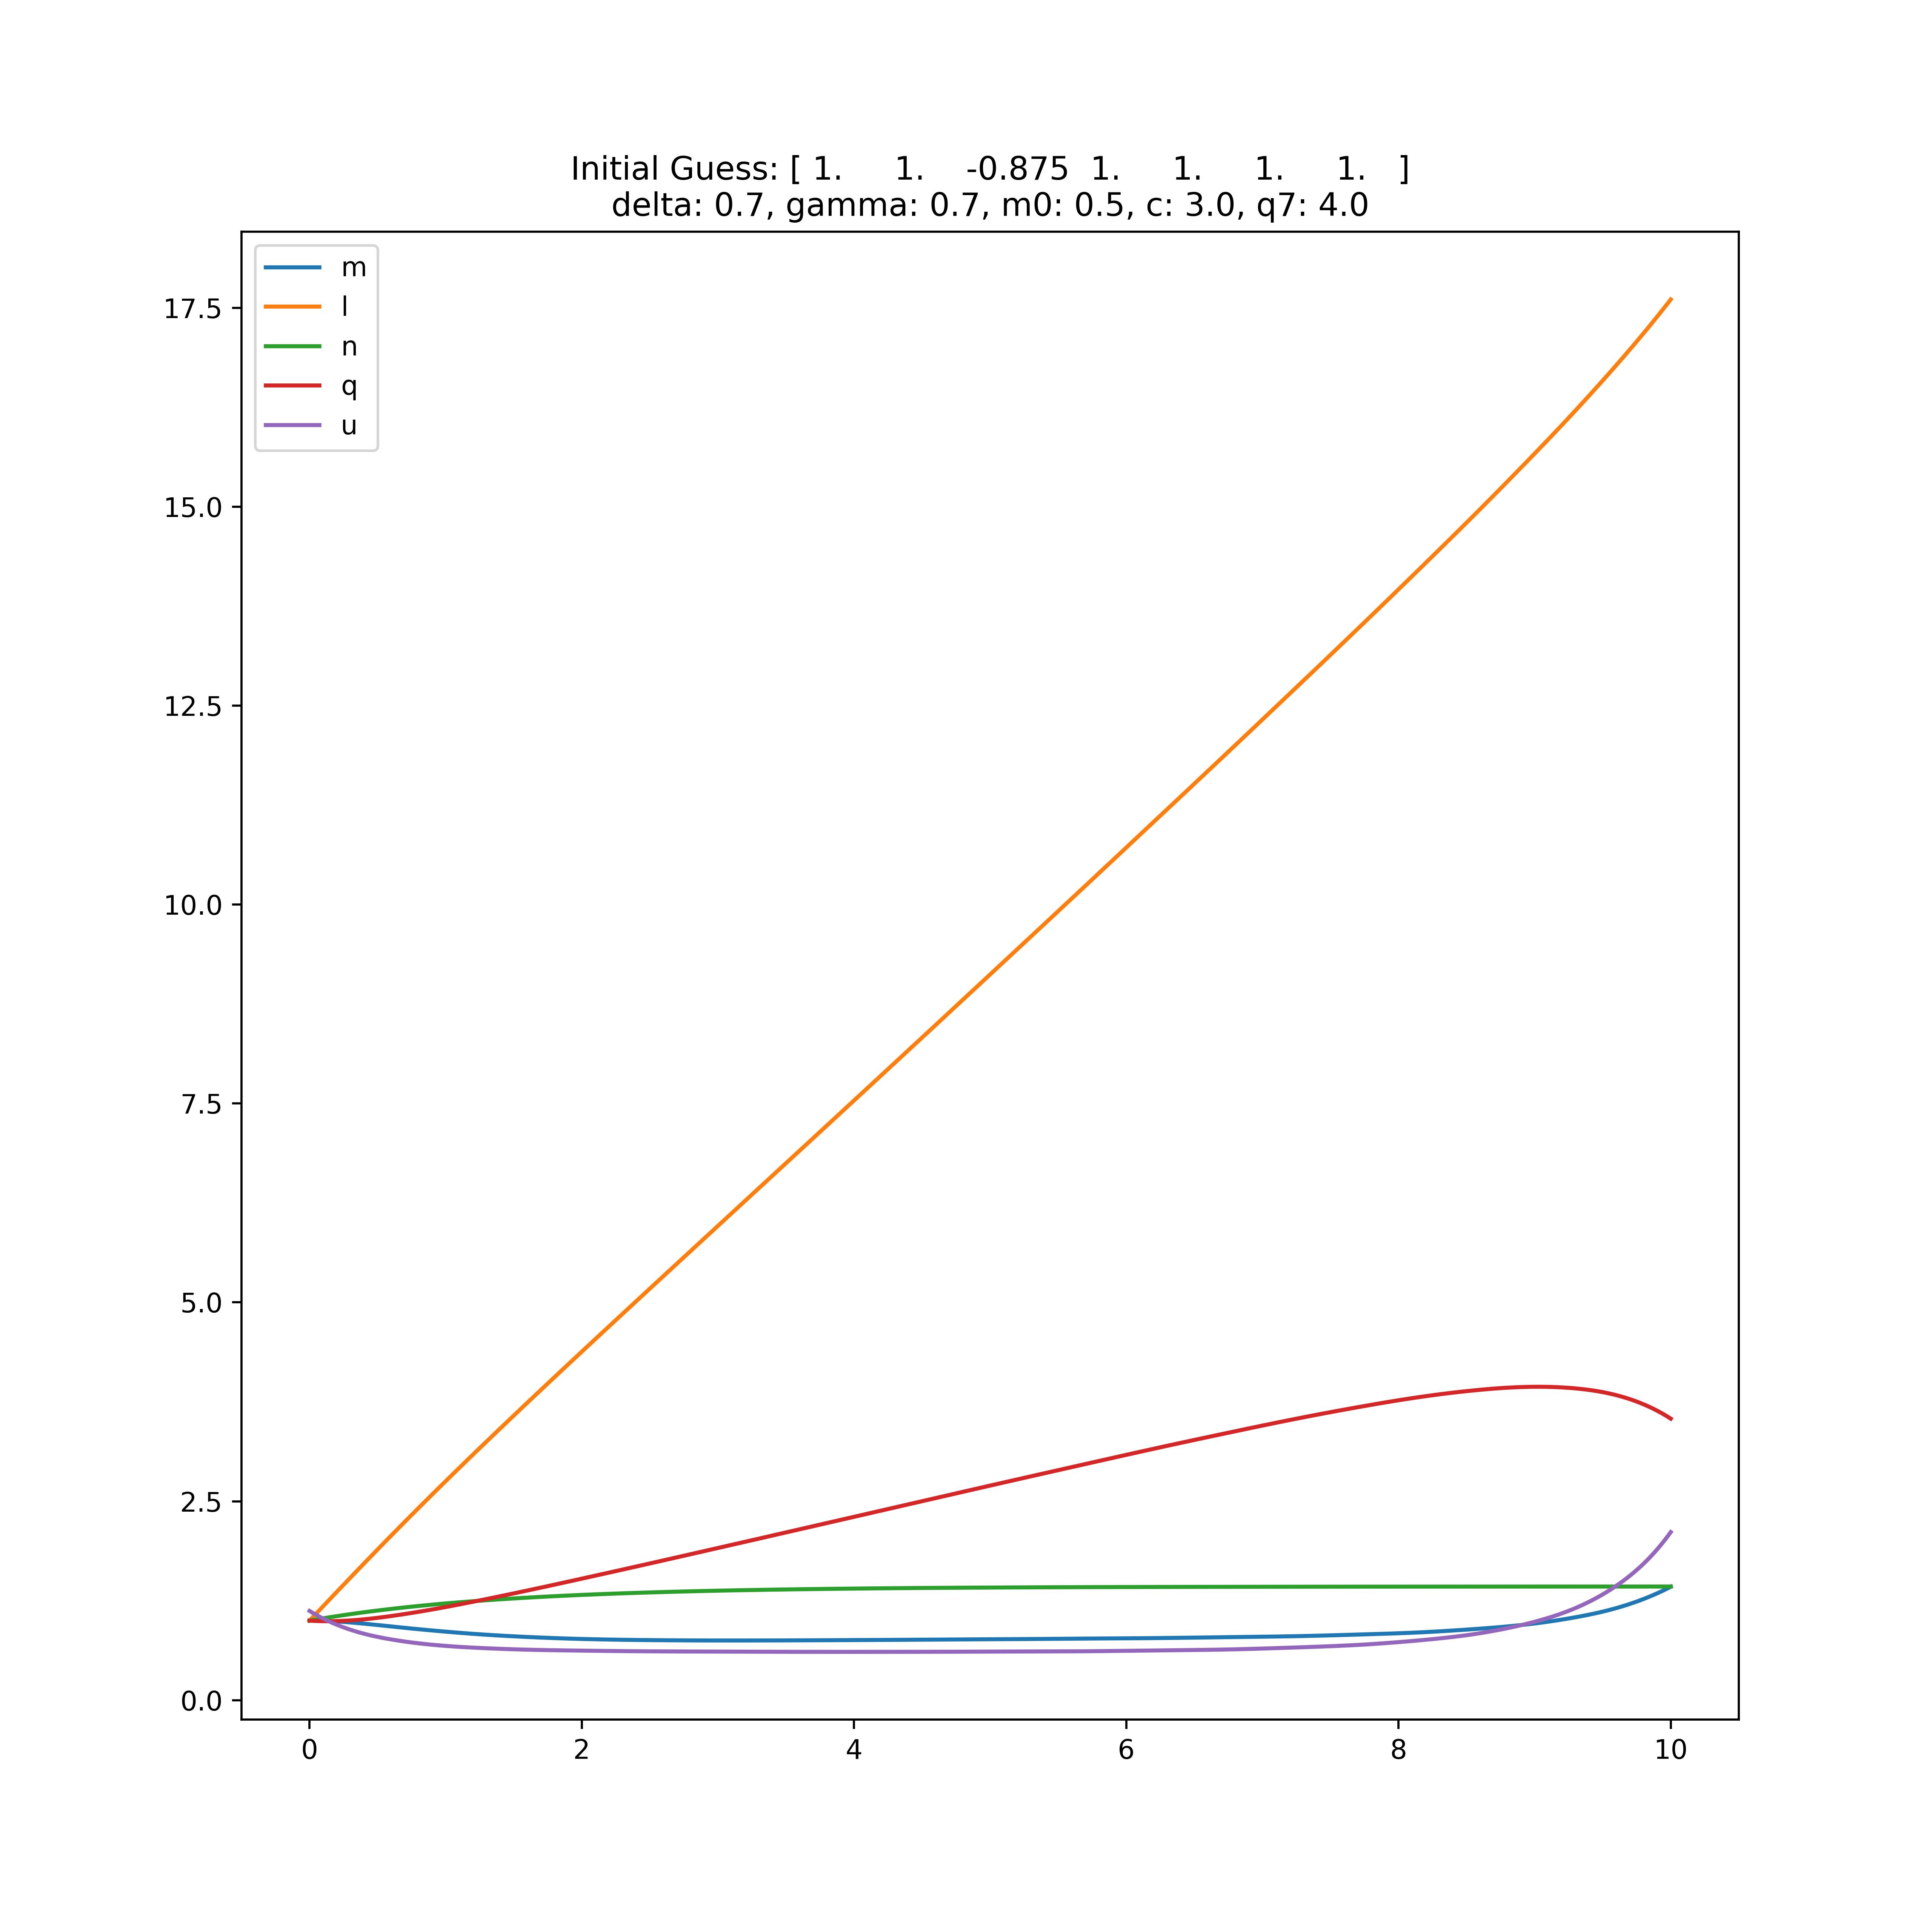 Initial Guess: [ 1. 1. -0.875 1. 1. 1. 1. ]
delta: 0.7, gamma: 0.7, m0: 0.5, c: 3.0, q7: 4.0
m
l
n
q
u
17.5
15.0
12.5
10.0
7.5
5.0
2.5
0.0
0 2 4 6 8 10